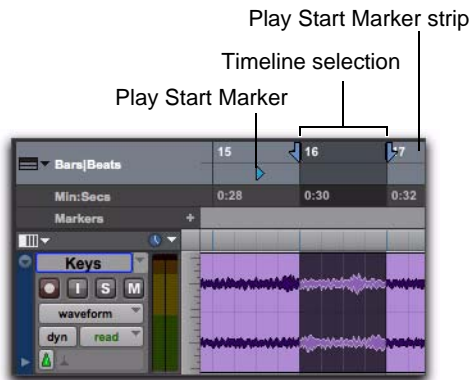 Play Start Marker strip
Timeline selection
Play Start Marker
15 16 17
Bars|Beats
Min:Secs 0:28 0:30 0:32
Markers +
Keys
I S M
waveform
dyn read